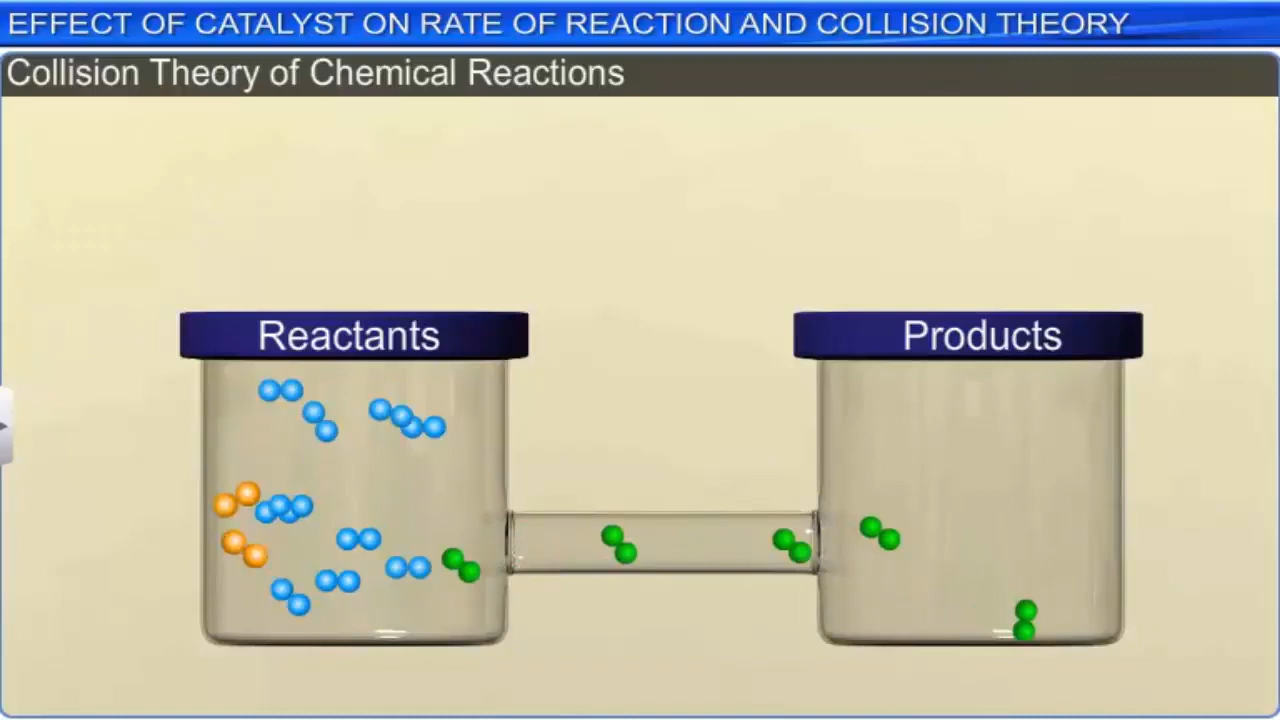 EFFECT OF CATALYST ON RATE OF REACTION AND COLLISION THEORY
Collision Theory of Chemical Reactions
Reactants
Products